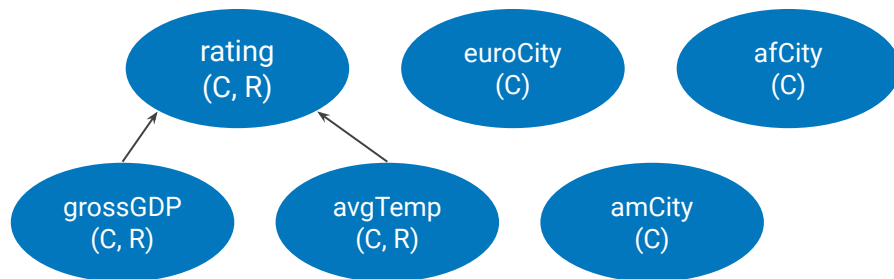 rating
(C, R)
euroCity
(C)
afCity
(C)
grossGDP
(C, R)
avgTemp
(C, R)
amCity
(C)